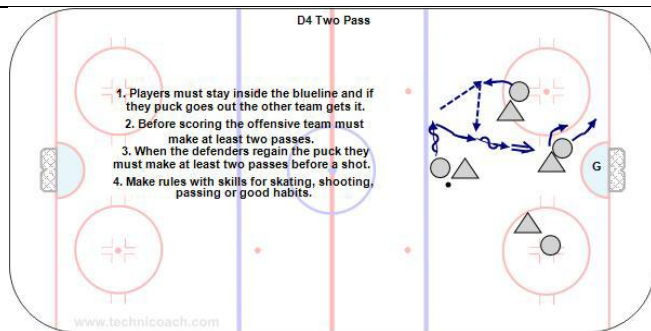 D4 Two Pass
1. Players must stay inside the blueline and if
they puck goes out the other team gets it.
2. Before scoring the offensive team must
make at least two passes.
3. When the defenders regain the puck they
must make at least two passes before a shot.
4. Make rules with skills for skating, shooting,
passing or good habits.
G
www.technicoach.com